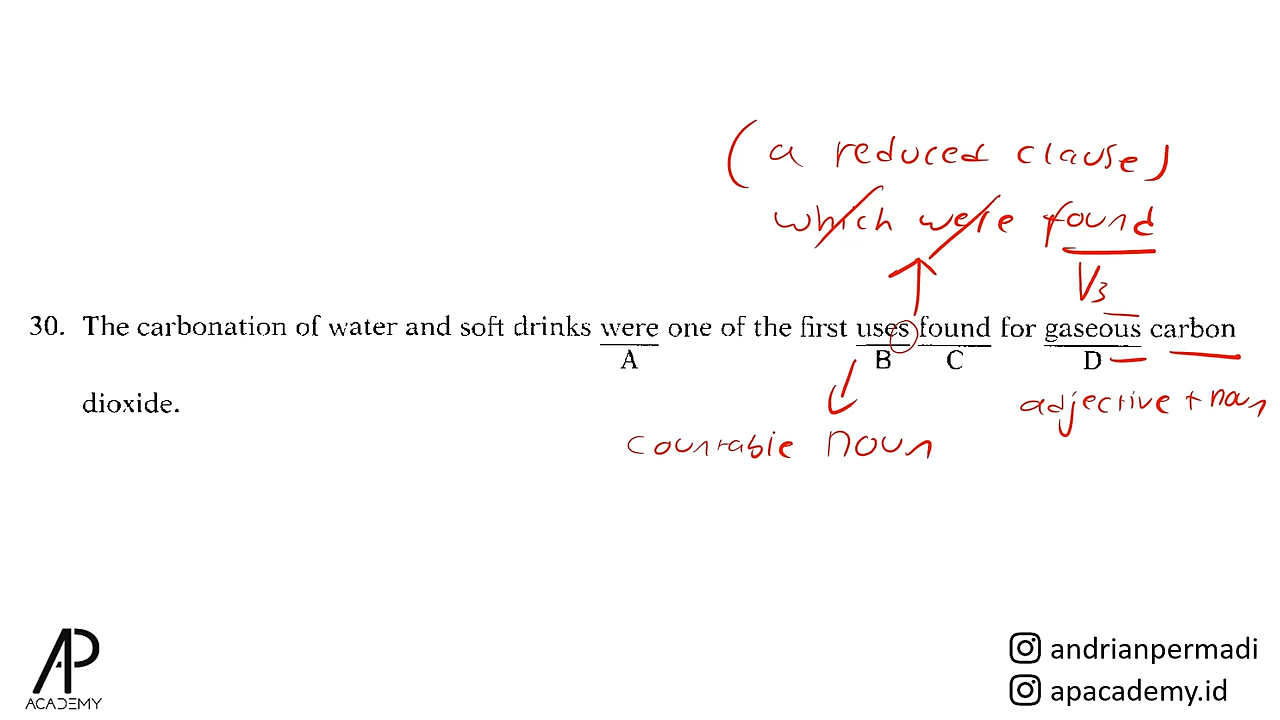 (a reduced clause)
which were found
V3
30. The carbonation of water and soft drinks were one of the first uses found for gaseous carbon
A B C D
dioxide.
adjective + noun
countable noun
AP
ACADEMY
andrianpermadi
apacademy.id